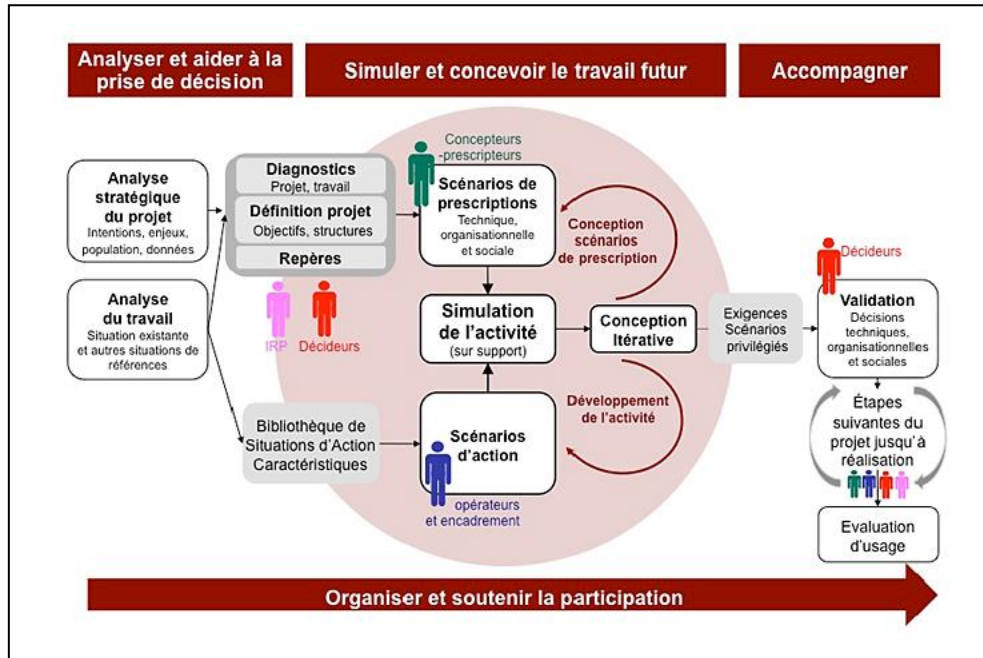 Analyser et aider à la
prise de décision
Simuler et concevoir le travail futur
Accompagner
Analyse
stratégique
du projet
Intentions, enjeux,
population, données
Analyse
du travail
Situation existante
et autres situations de
références
Diagnostics
Projet, travail
Définition projet
Objectifs, structures
Repères
IRP
Décideurs
Bibliothèque de
Situations d'Action
Caractéristiques
Concepteurs
-prescripteurs
Scénarios de
prescriptions
Technique,
organisationnelle
et sociale
Simulation
de l'activité
(sur support)
Scénarios
d'action
opérateurs
et encadrement
Conception
scénarios
de prescription
Conception
Itérative
Développement
de l'activité
Exigences
Scénarios
privilégiés
Décideurs
Validation
Décisions
techniques,
organisationnelles
et sociales
Étapes
suivantes du
projet jusqu'à
réalisation
Evaluation
d'usage
Organiser et soutenir la participation